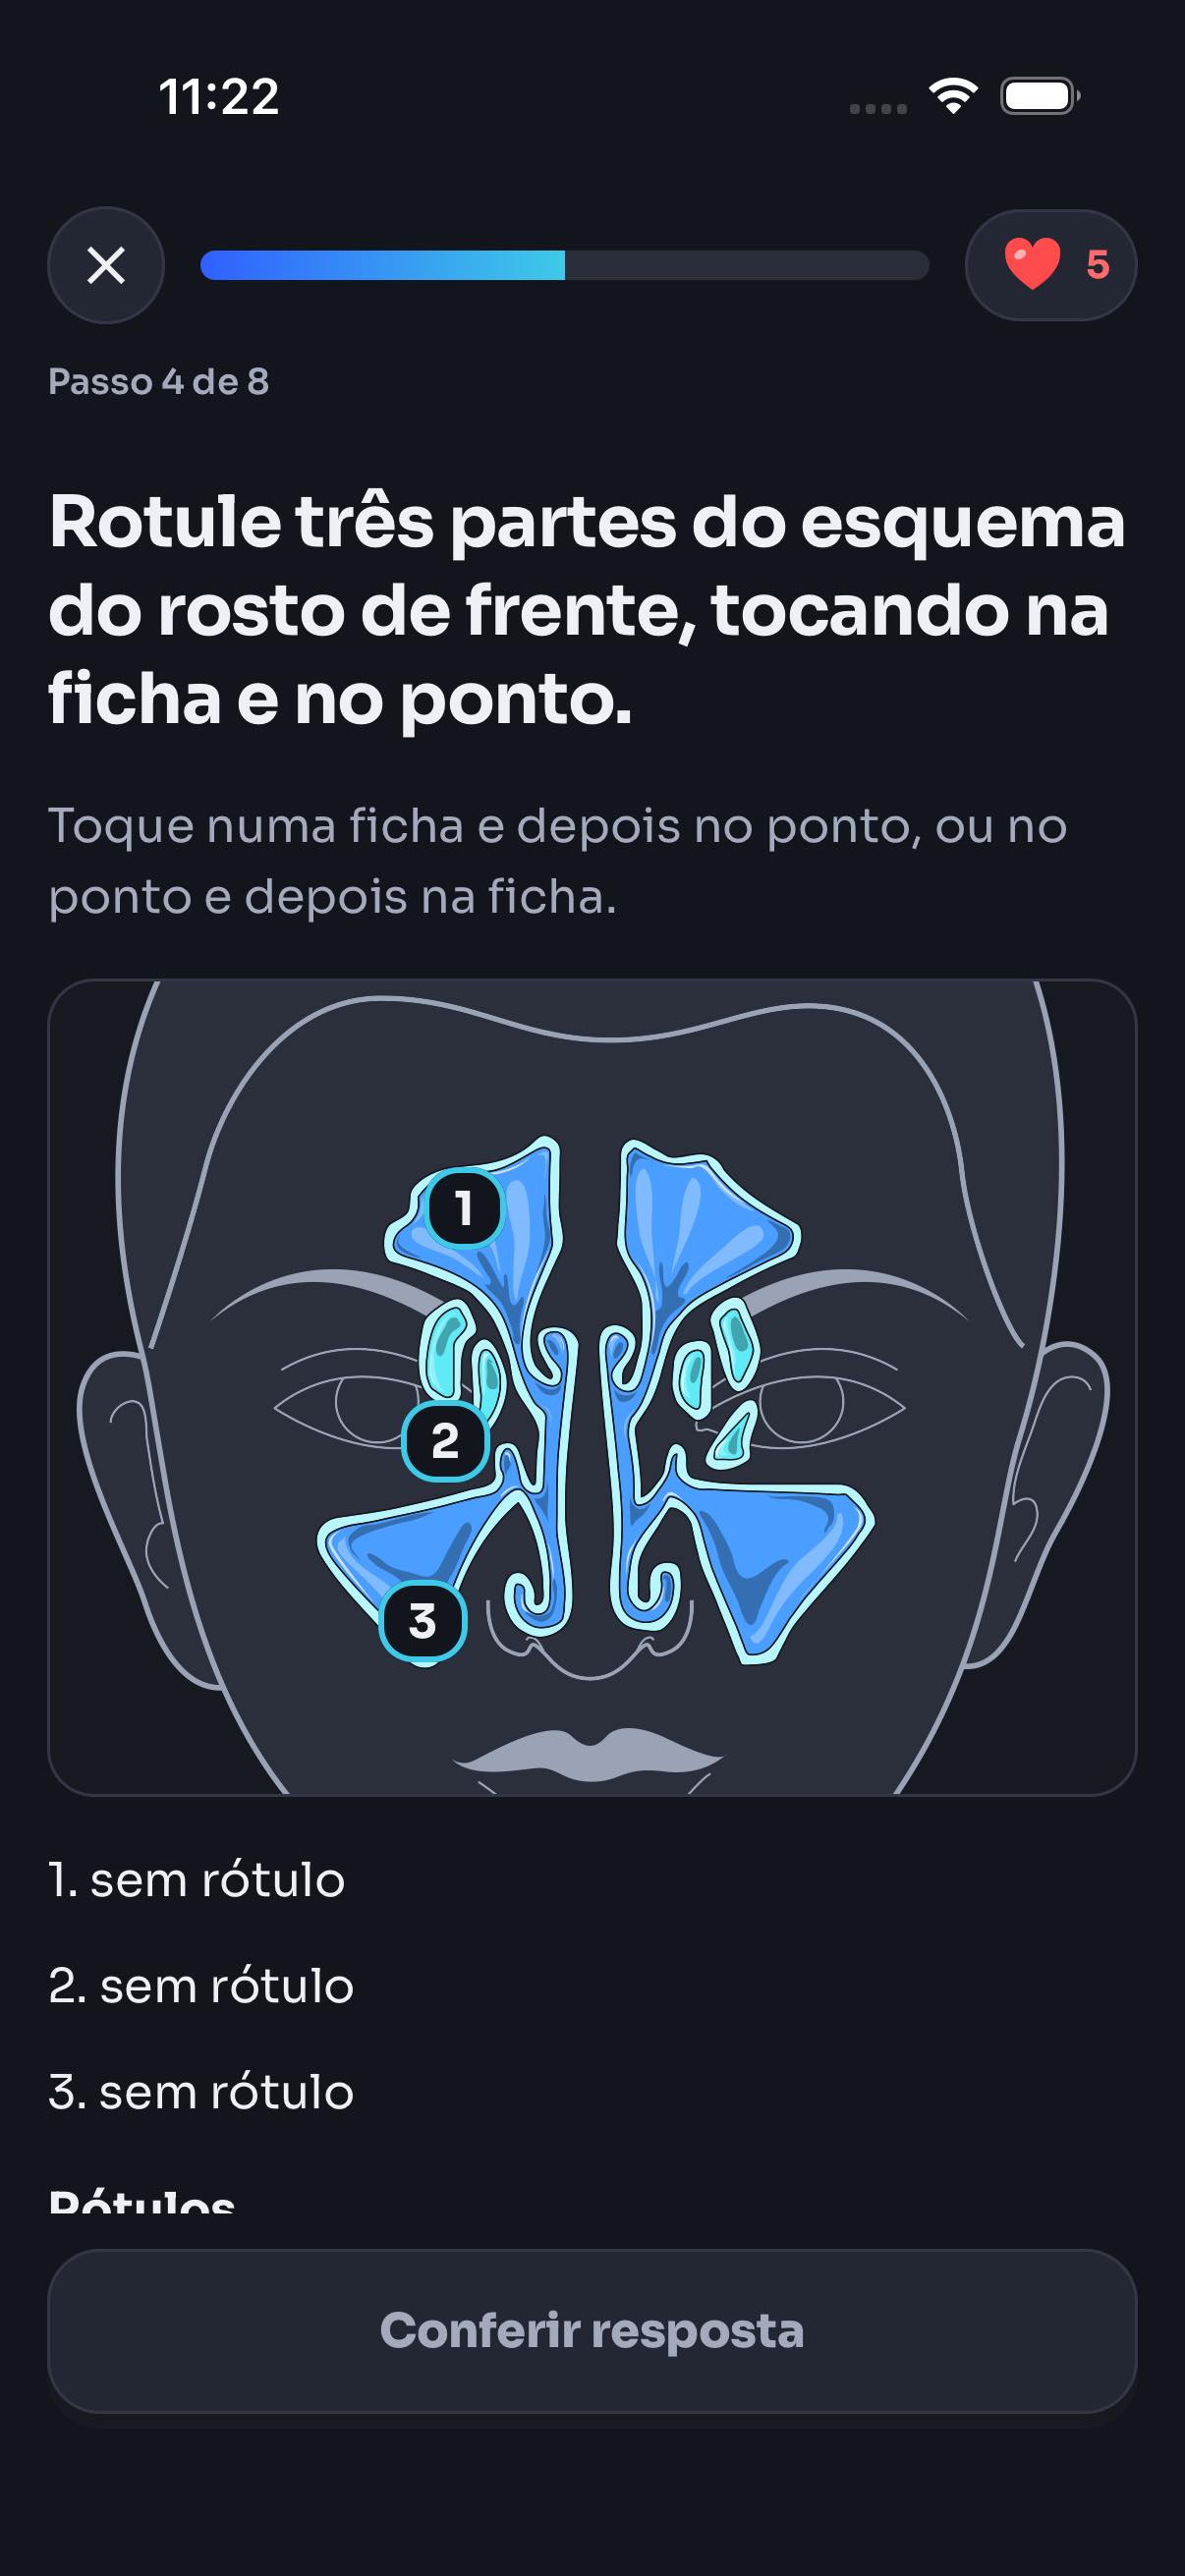 11:22
5
Passo 4 de 8
Rotule três partes do esquema
do rosto de frente, tocando na
ficha e no ponto.
Toque numa ficha e depois no ponto, ou no
ponto e depois na ficha.
1
2
3
1. sem rótulo
2. sem rótulo
3. sem rótulo
Rótulos
Conferir resposta